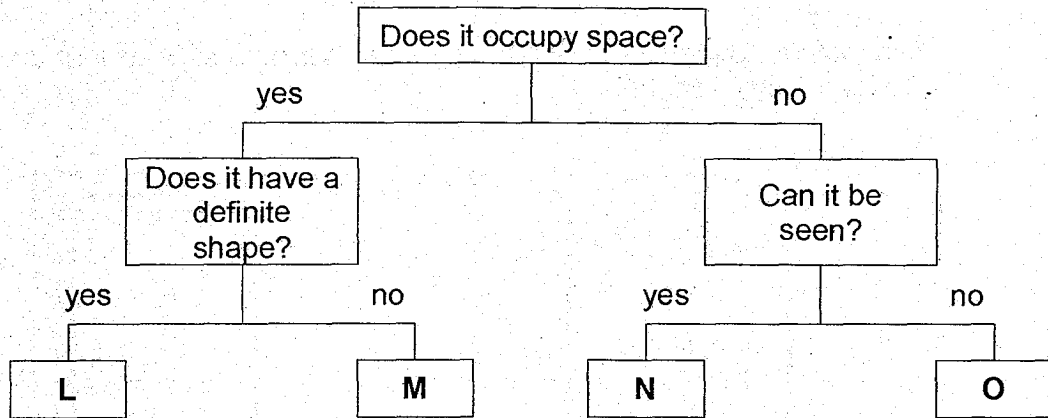 Does it occupy space?
yes
no
Does it have a
definite
shape?
Can it be
seen?
yes
no
yes
no
L
M
N
O